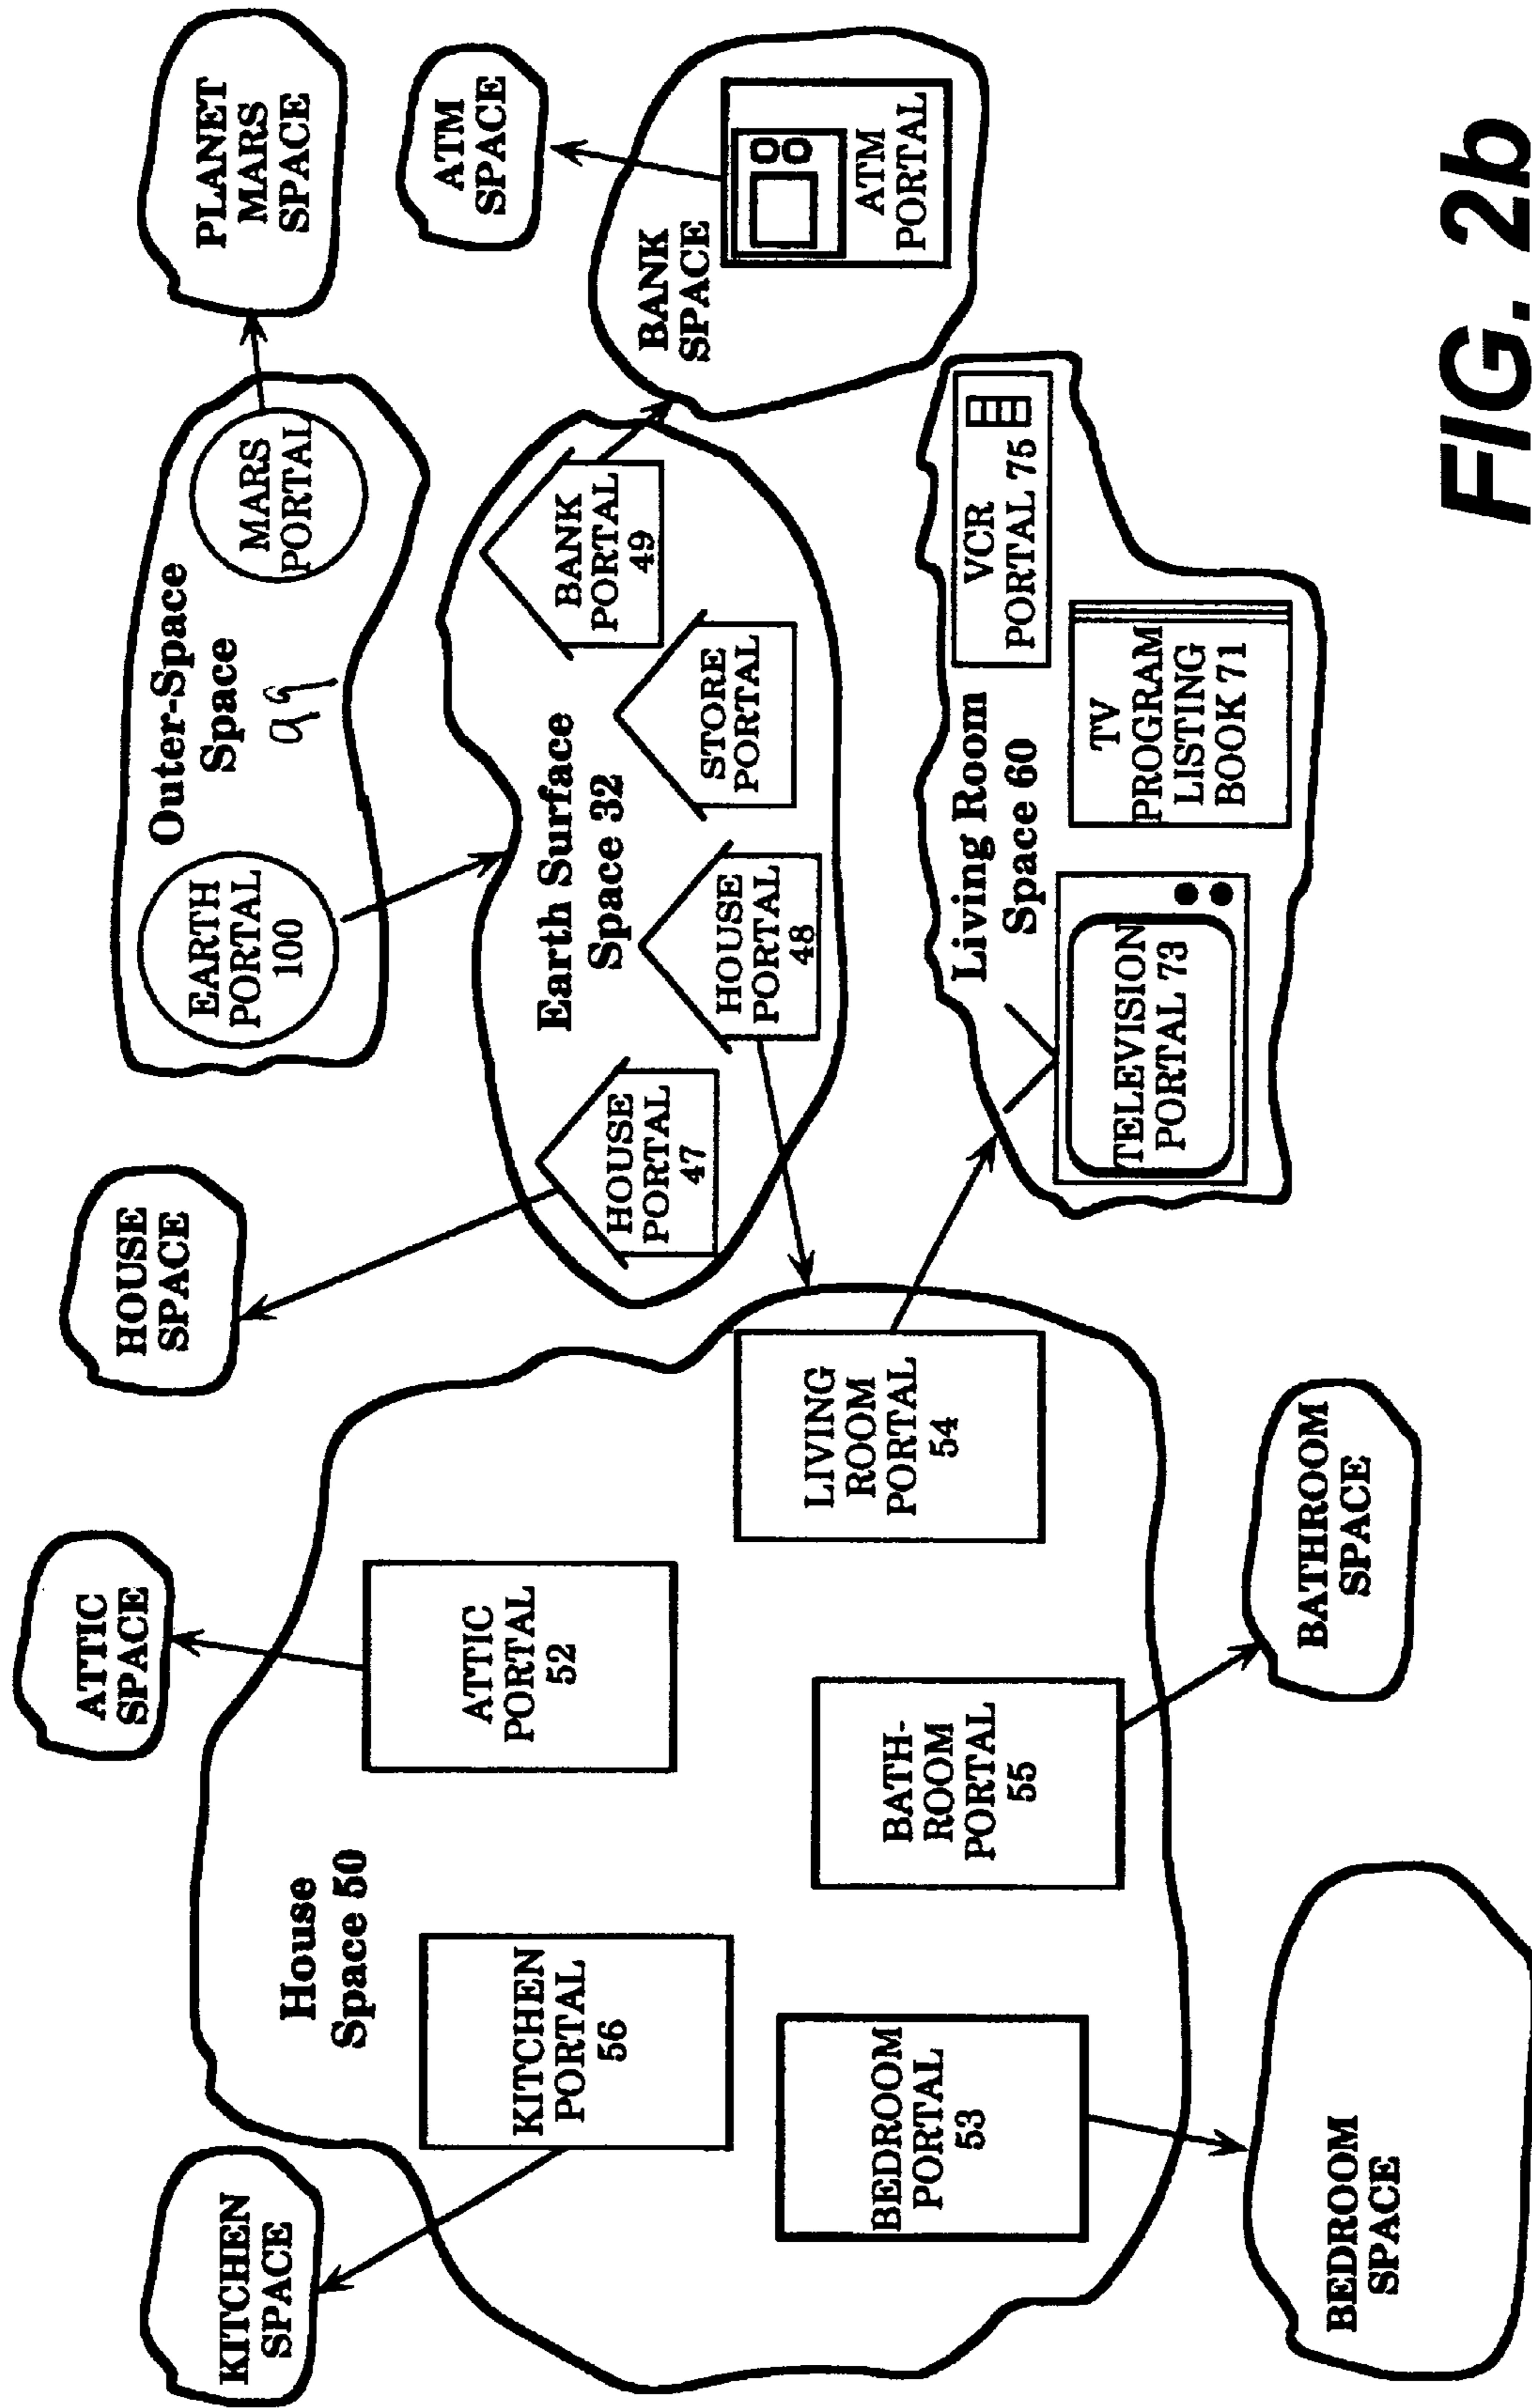 KITCHEN
SPACE
ATTIC
SPACE
HOUSE
SPACE
Outer-Space
Space
99
EARTH
PORTAL
100
MARS
PORTAL
PLANET
MARS
SPACE
House
Space 50
KITCHEN
PORTAL
56
ATTIC
PORTAL
52
BEDROOM
PORTAL
53
BATH-
ROOM
PORTAL
55
LIVING
ROOM
PORTAL
54
Earth Surface
Space 32
HOUSE
PORTAL
47
HOUSE
PORTAL
48
STORE
PORTAL
BANK
PORTAL
49
ATM
SPACE
BANK
SPACE
ATM
PORTAL
Living Room
Space 60
TELEVISION
PORTAL 73
TV
PROGRAM
LISTING
BOOK 71
VCR
PORTAL 75
BEDROOM
SPACE
BATHROOM
SPACE
FIG. 2b